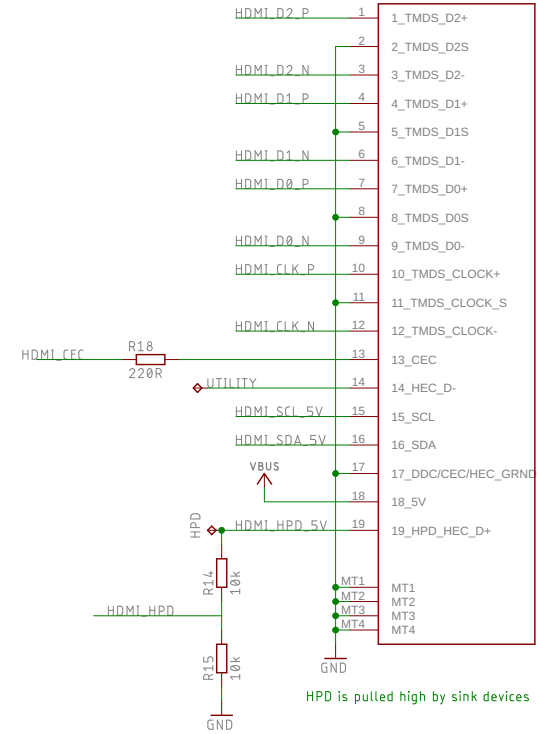 HDMI_D2_P 1 1_TMDS_D2+
2 2_TMDS_D2S
HDMI_D2_N 3 3_TMDS_D2-
HDMI_D1_P 4 4_TMDS_D1+
5 5_TMDS_D1S
HDMI_D1_N 6 6_TMDS_D1-
HDMI_D0_P 7 7_TMDS_D0+
8 8_TMDS_D0S
HDMI_D0_N 9 9_TMDS_D0-
HDMI_CLK_P 10 10_TMDS_CLOCK+
11 11_TMDS_CLOCK_S
HDMI_CLK_N 12 12_TMDS_CLOCK-
R18
HDMI_CEC 13 13_CEC
220R
UTILITY 14 14_HEC_D-
HDMI_SCL_5V 15 15_SCL
HDMI_SDA_5V 16 16_SDA
VBUS
17 17_DDC/CEC/HEC_GRND
18 18_5V
HPD HDMI_HPD_5V 19 19_HPD_HEC_D+
R14 10k
MT1 MT1
MT2 MT2
HDMI_HPD MT3 MT3
MT4 MT4
R15 10k
GND
HPD is pulled high by sink devices
GND